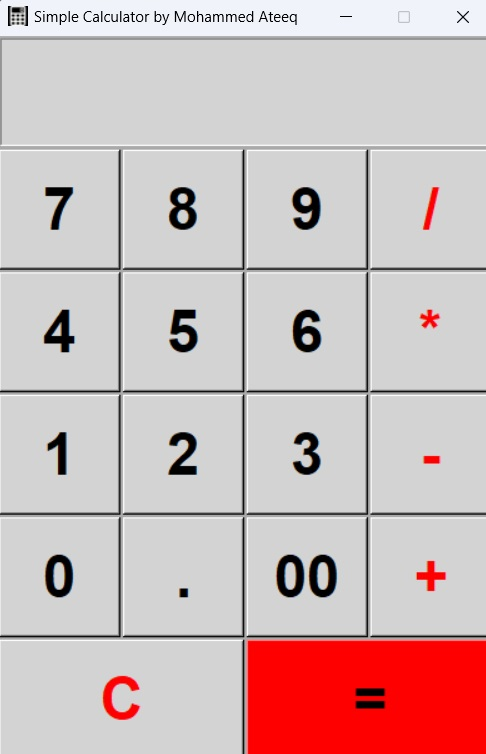 Simple Calculator by Mohammed Ateeq
7 8 9 /
4 5 6 *
1 2 3 -
0 . 00 +
C =